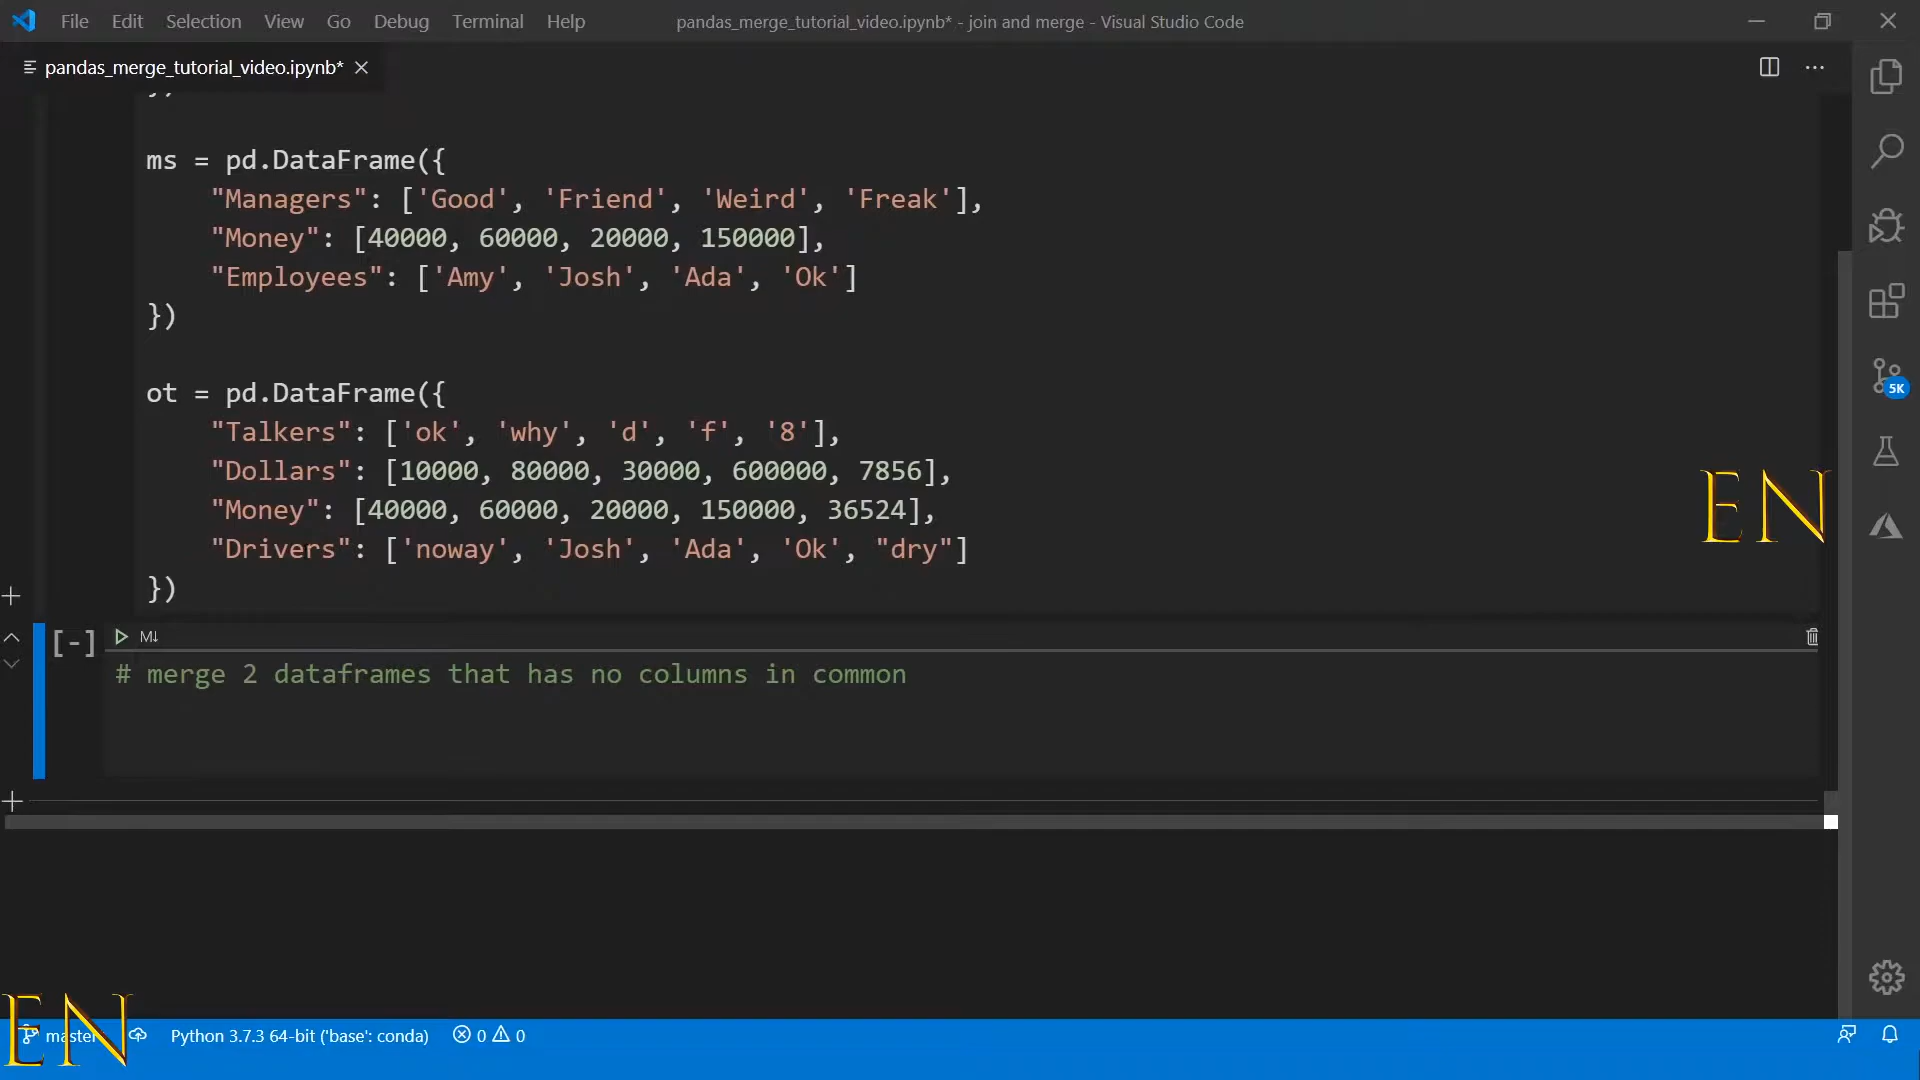 File Edit Selection View Go Debug Terminal Help
pandas_merge_tutorial_video.ipynb* - join and merge - Visual Studio Code
pandas_merge_tutorial_video.ipynb*
})
ms = pd.DataFrame({
"Managers": ['Good', 'Friend', 'Weird', 'Freak'],
"Money": [40000, 60000, 20000, 150000],
"Employees": ['Amy', 'Josh', 'Ada', 'Ok']
})
ot = pd.DataFrame({
"Talkers": ['ok', 'why', 'd', 'f', '8'],
"Dollars": [10000, 80000, 30000, 600000, 7856],
"Money": [40000, 60000, 20000, 150000, 36524],
"Drivers": ['noway', 'Josh', 'Ada', 'Ok', "dry"]
})
5K
EN
[-]
M↓
# merge 2 dataframes that has no columns in common
EN
master
Python 3.7.3 64-bit ('base': conda)
0
0